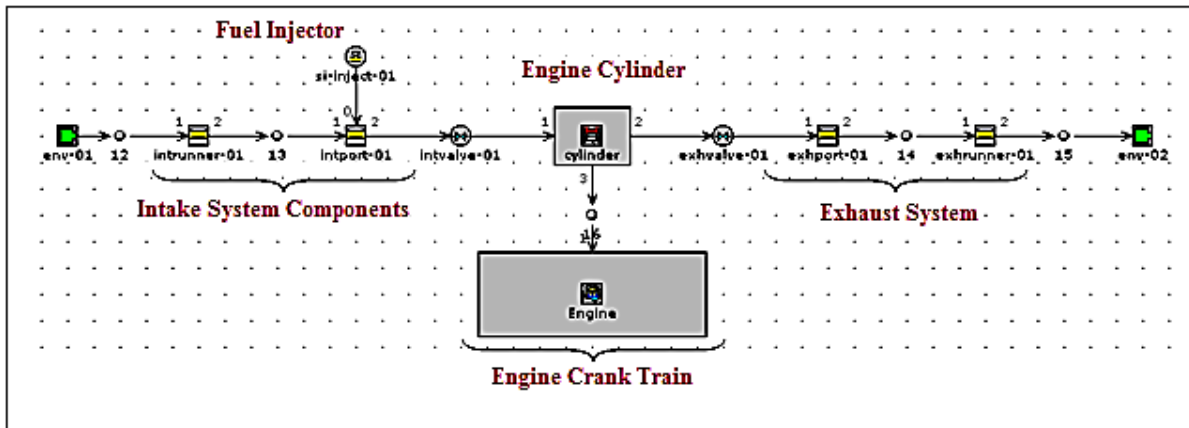 Fuel Injector
si-inject-01
Engine Cylinder
0
1 2 1 2 1 2 1 2 1 2
env-01 12 intrunner-01 13 intport-01 intvalve-01 cylinder exhvalve-01 exhport-01 14 exhrunner-01 15 env-02
3
Intake System Components
Exhaust System
16
Engine
Engine Crank Train